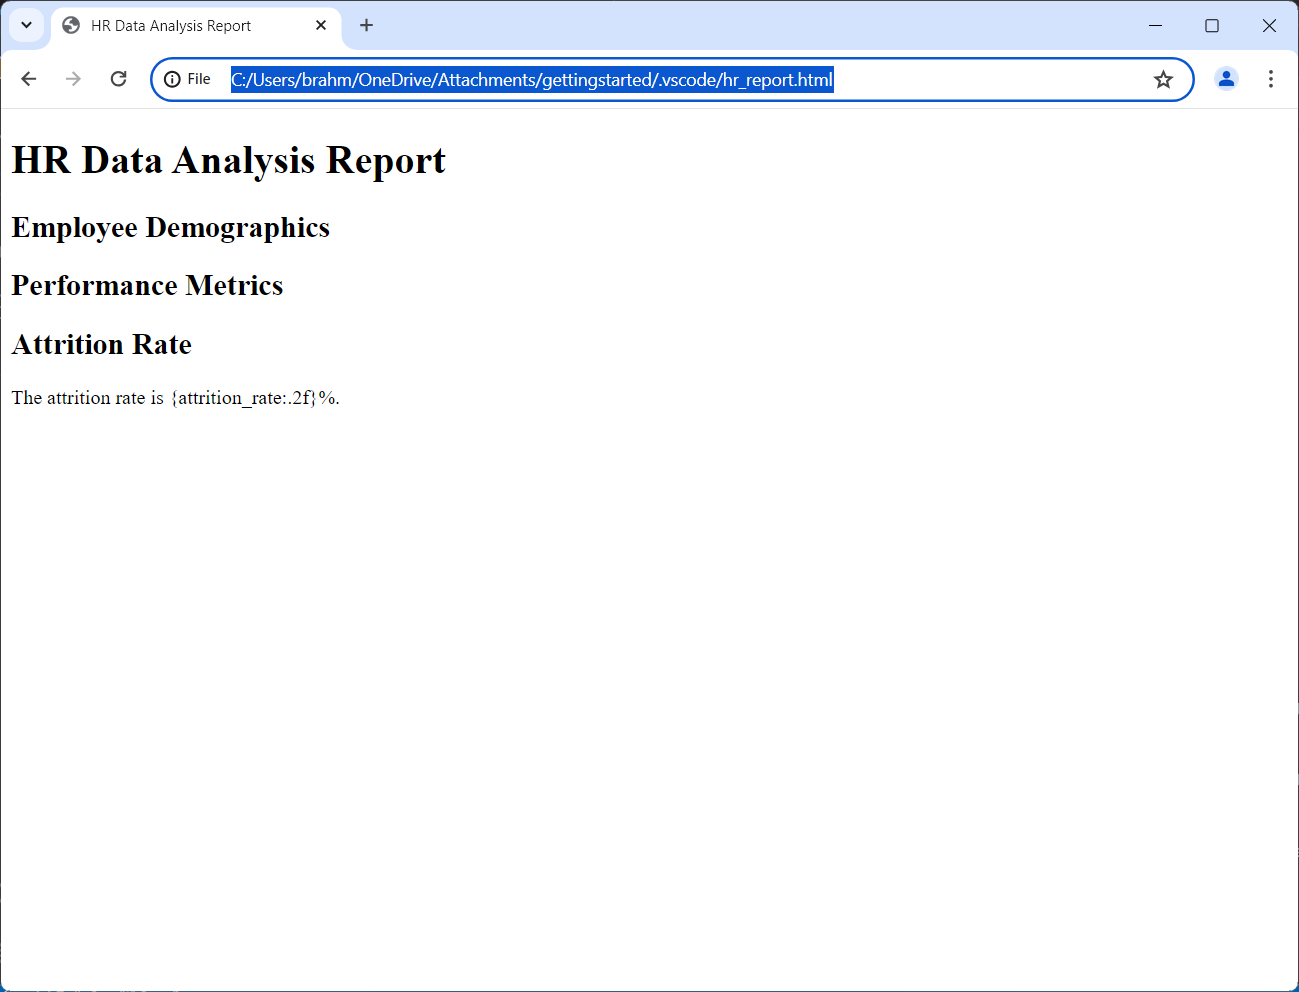 HR Data Analysis Report
File C:/Users/brahm/OneDrive/Attachments/gettingstarted/.vscode/hr_report.html
HR Data Analysis Report
Employee Demographics
Performance Metrics
Attrition Rate
The attrition rate is {attrition_rate:.2f}%.